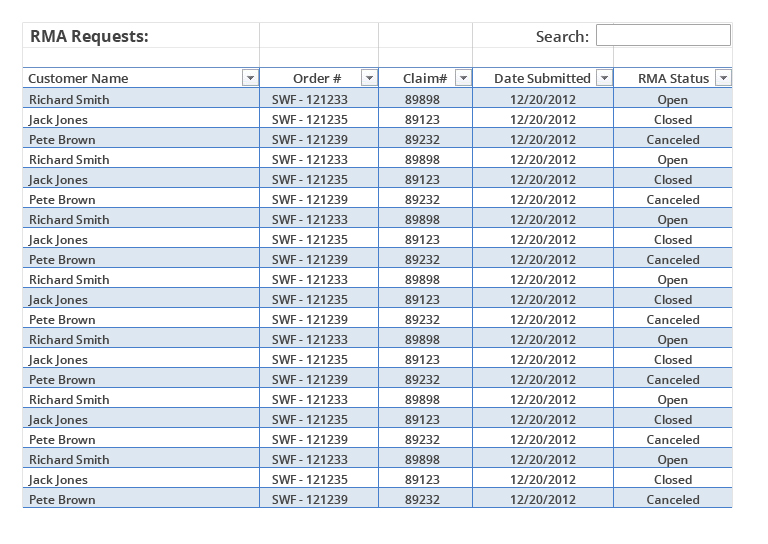 RMA Requests: Search:
Customer Name Order # Claim# Date Submitted RMA Status
Richard Smith SWF - 121233 89898 12/20/2012 Open
Jack Jones SWF - 121235 89123 12/20/2012 Closed
Pete Brown SWF - 121239 89232 12/20/2012 Canceled
Richard Smith SWF - 121233 89898 12/20/2012 Open
Jack Jones SWF - 121235 89123 12/20/2012 Closed
Pete Brown SWF - 121239 89232 12/20/2012 Canceled
Richard Smith SWF - 121233 89898 12/20/2012 Open
Jack Jones SWF - 121235 89123 12/20/2012 Closed
Pete Brown SWF - 121239 89232 12/20/2012 Canceled
Richard Smith SWF - 121233 89898 12/20/2012 Open
Jack Jones SWF - 121235 89123 12/20/2012 Closed
Pete Brown SWF - 121239 89232 12/20/2012 Canceled
Richard Smith SWF - 121233 89898 12/20/2012 Open
Jack Jones SWF - 121235 89123 12/20/2012 Closed
Pete Brown SWF - 121239 89232 12/20/2012 Canceled
Richard Smith SWF - 121233 89898 12/20/2012 Open
Jack Jones SWF - 121235 89123 12/20/2012 Closed
Pete Brown SWF - 121239 89232 12/20/2012 Canceled
Richard Smith SWF - 121233 89898 12/20/2012 Open
Jack Jones SWF - 121235 89123 12/20/2012 Closed
Pete Brown SWF - 121239 89232 12/20/2012 Canceled